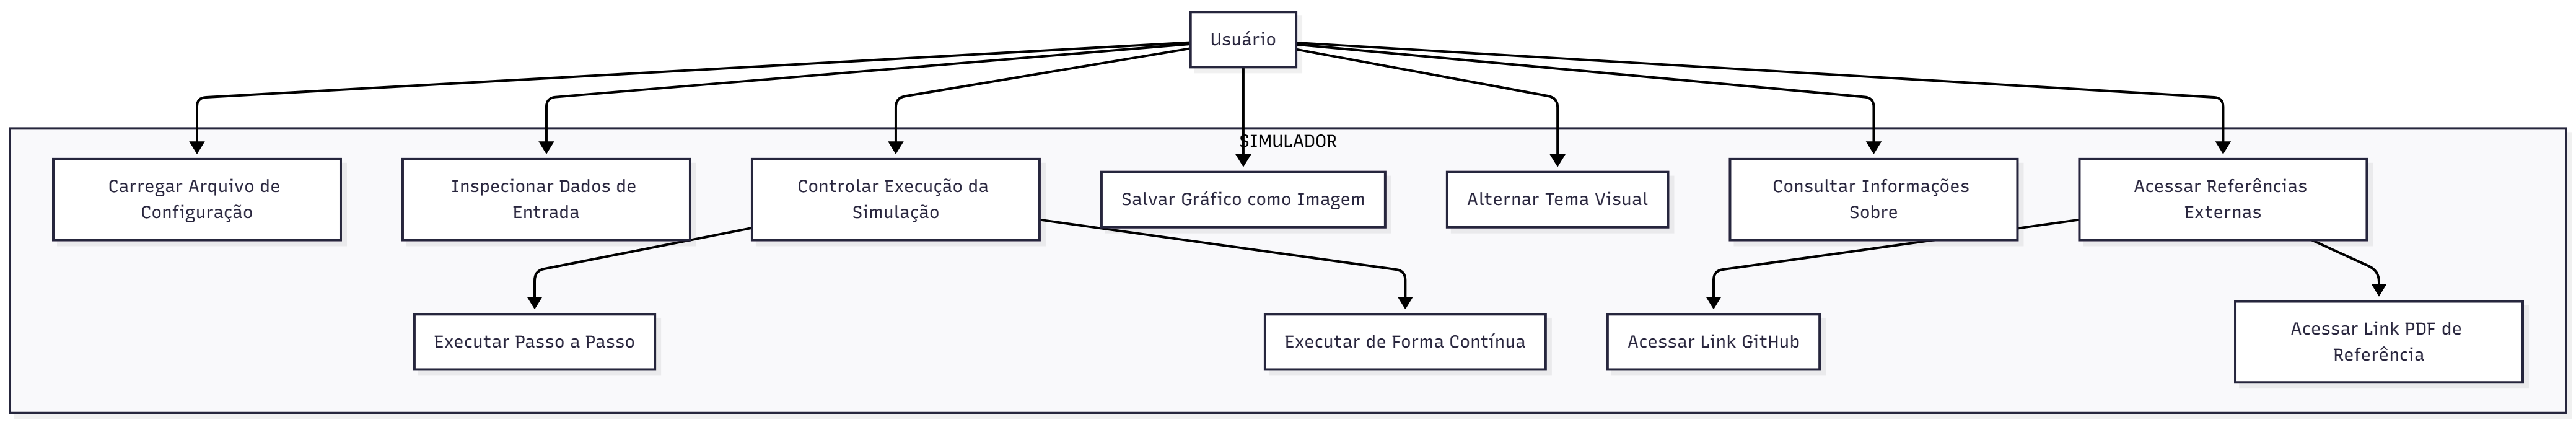 Usuário
SIMULADOR
Carregar Arquivo de
Configuração
Inspecionar Dados de
Entrada
Controlar Execução da
Simulação
Salvar Gráfico como Imagem
Alternar Tema Visual
Consultar Informações
Sobre
Acessar Referências
Externas
Executar Passo a Passo
Executar de Forma Contínua
Acessar Link GitHub
Acessar Link PDF de
Referência